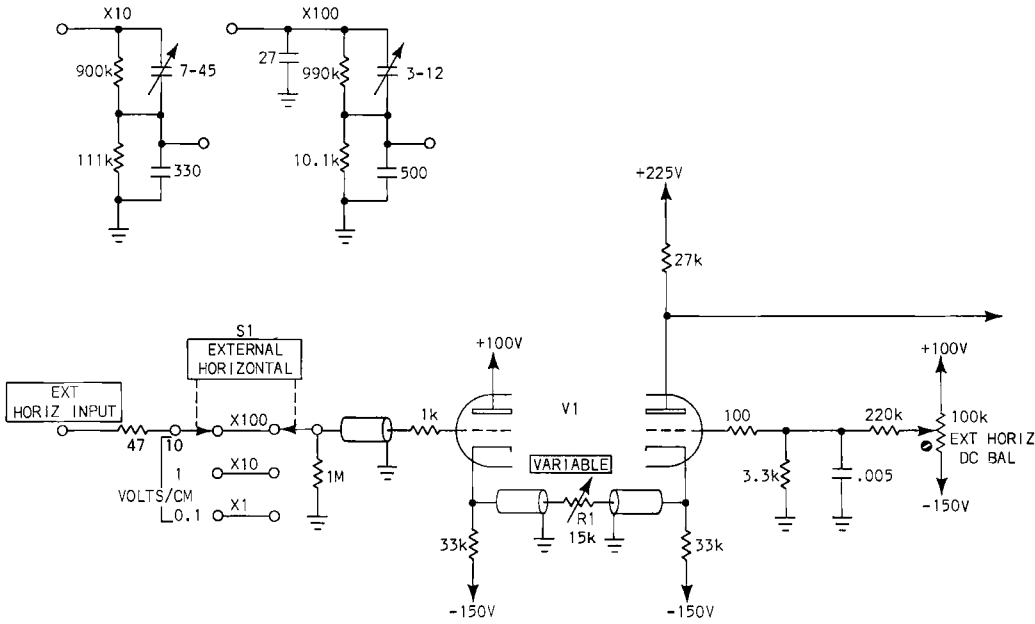 X10
X100
900k
7-45
27
990k
3-12
111k
330
10.1k
500
+225V
27k
S1
EXTERNAL
HORIZONTAL
+100V
+100V
EXT
HORIZ INPUT
X100
1k
V1
100
220k
100k
EXT HORIZ
DC BAL
47
10
1
VOLTS/CM
0.1
X10
X1
1M
VARIABLE
3.3k
.005
R1
15k
-150V
33k
33k
-150V
-150V